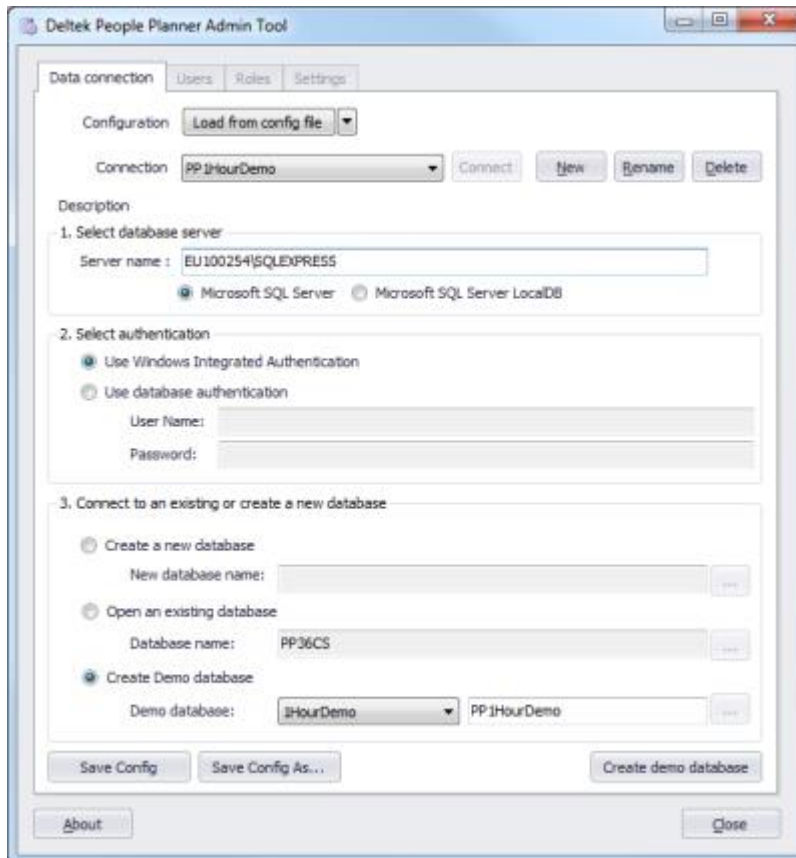 Deltek People Planner Admin Tool
Data connection Users Roles Settings
Configuration Load from config file
Connection PP1HourDemo Connect New Rename Delete
Description
1. Select database server
Server name : EU100254\SQLEXPRESS
Microsoft SQL Server Microsoft SQL Server LocalDB
2. Select authentication
Use Windows Integrated Authentication
Use database authentication
User Name:
Password:
3. Connect to an existing or create a new database
Create a new database
New database name: ...
Open an existing database
Database name: PP36CS ...
Create Demo database
Demo database: 1HourDemo PP1HourDemo ...
Save Config Save Config As... Create demo database
About Close